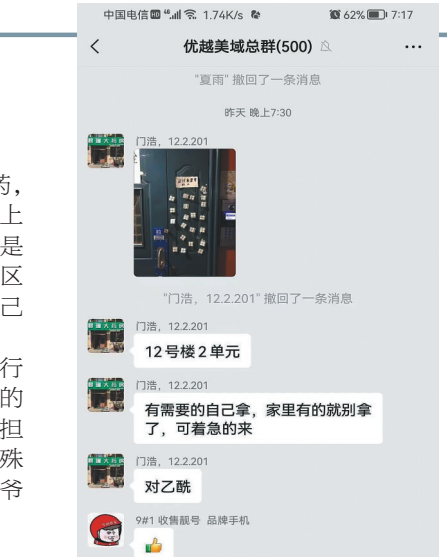 中国电信 HD 4G 1.74K/s 62% 7:17
优越美域总群(500)
"夏雨" 撤回了一条消息
昨天 晚上7:30
门浩，12.2.201
"门浩，12.2.201" 撤回了一条消息
门浩，12.2.201
12号楼2单元
门浩，12.2.201
有需要的自己拿，家里有的就别拿
了，可着急的来
门浩，12.2.201
对乙酰
9#1 收售靓号 品牌手机
药，
上
是
区
己
行
的
担
殊
爷